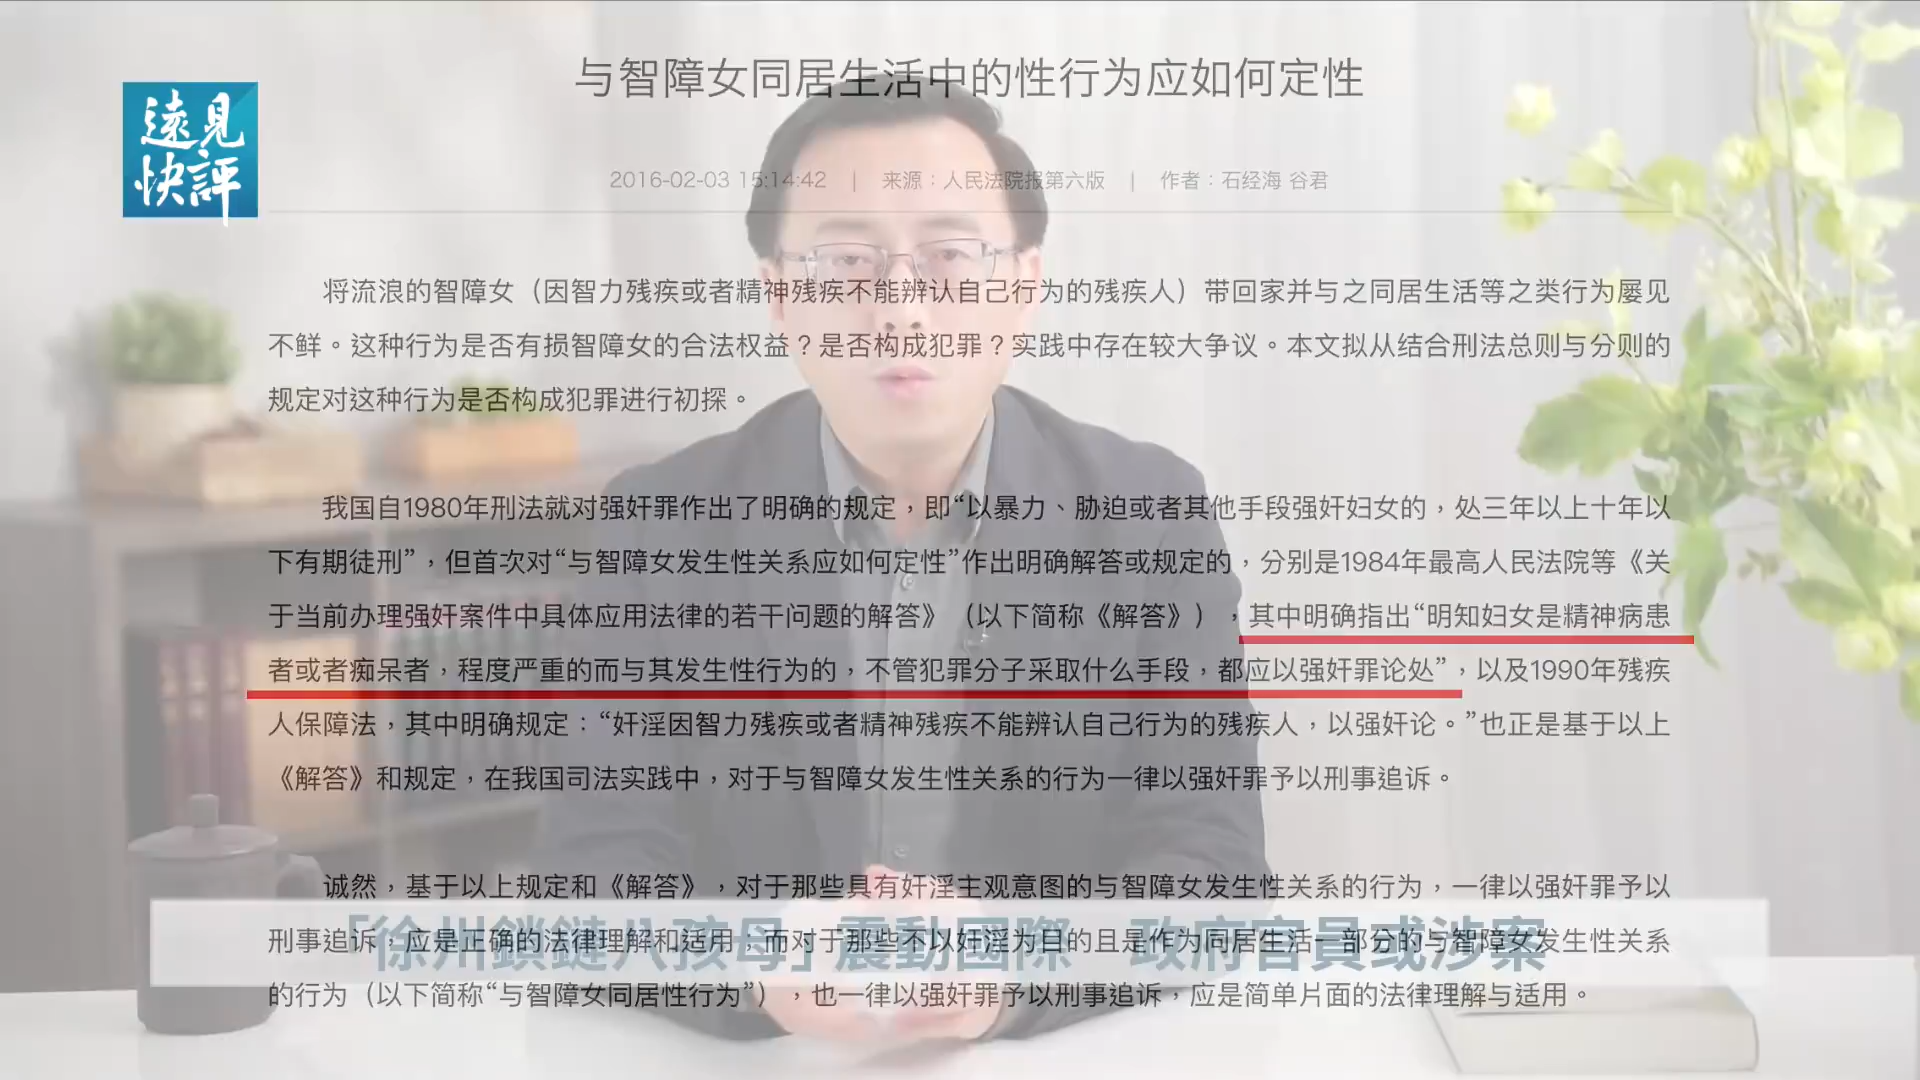 与智障女同居生活中的性行为应如何定性
遠見
快評
2016-02-03 15:14:42 | 来源：人民法院报第六版 | 作者：石经海 谷君
将流浪的智障女（因智力残疾或者精神残疾不能辨认自己行为的残疾人）带回家并与之同居生活等之类行为屡见
不鲜。这种行为是否有损智障女的合法权益？是否构成犯罪？实践中存在较大争议。本文拟从结合刑法总则与分则的
规定对这种行为是否构成犯罪进行初探。
我国自1980年刑法就对强奸罪作出了明确的规定，即“以暴力、胁迫或者其他手段强奸妇女的，处三年以上十年以
下有期徒刑”，但首次对“与智障女发生性关系应如何定性”作出明确解答或规定的，分别是1984年最高人民法院等《关
于当前办理强奸案件中具体应用法律的若干问题的解答》（以下简称《解答》），其中明确指出“明知妇女是精神病患
者或者痴呆者，程度严重的而与其发生性行为的，不管犯罪分子采取什么手段，都应以强奸罪论处”，以及1990年残疾
人保障法，其中明确规定：“奸淫因智力残疾或者精神残疾不能辨认自己行为的残疾人，以强奸论。”也正是基于以上
《解答》和规定，在我国司法实践中，对于与智障女发生性关系的行为一律以强奸罪予以刑事追诉。
诚然，基于以上规定和《解答》，对于那些具有奸淫主观意图的与智障女发生性关系的行为，一律以强奸罪予以
刑事追诉，应是正确的法律理解和适用；而对于那些不以奸淫为目的且是作为同居生活一部分的与智障女发生性关系
的行为（以下简称“与智障女同居性行为”），也一律以强奸罪予以刑事追诉，应是简单片面的法律理解与适用。
「徐州鎖鏈八孩母」震動國際　政府官員或涉案